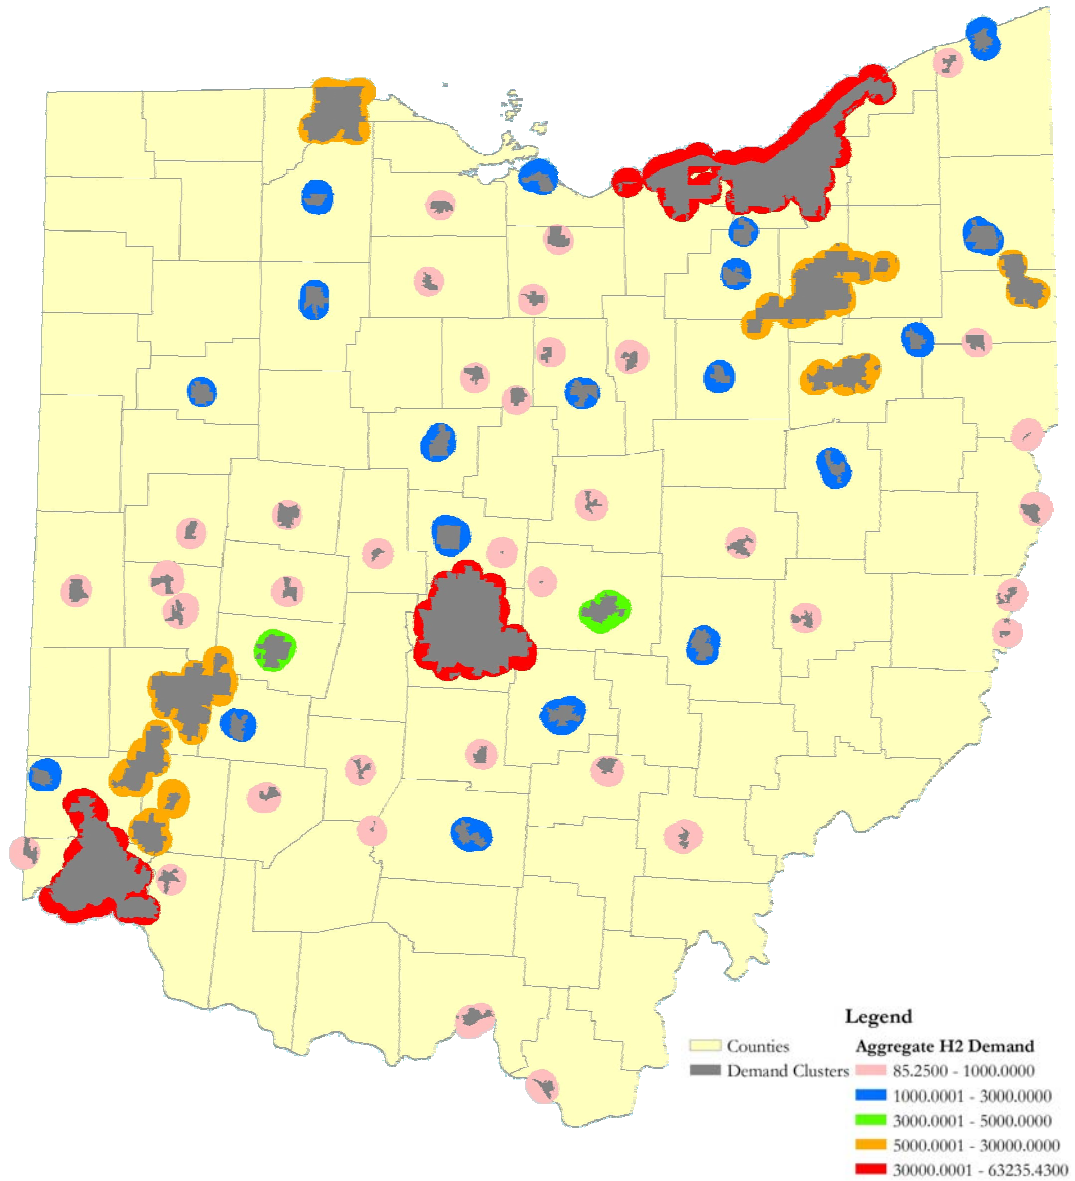 Legend
Counties
Demand Clusters
Aggregate H2 Demand
85.2500 - 1000.0000
1000.0001 - 3000.0000
3000.0001 - 5000.0000
5000.0001 - 30000.0000
30000.0001 - 63235.4300